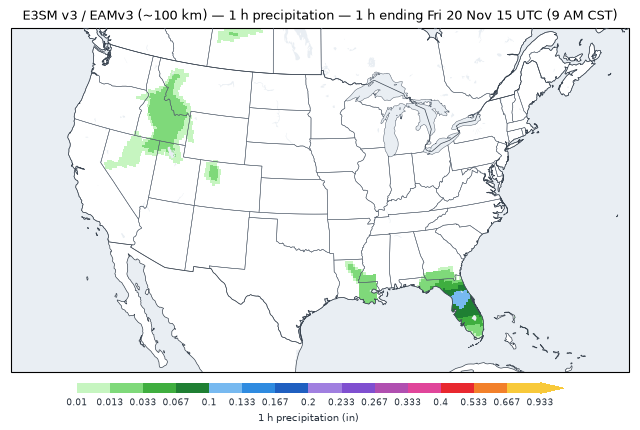 E3SM v3 / EAMv3 (~100 km) — 1 h precipitation — 1 h ending Fri 20 Nov 15 UTC (9 AM CST)
0.01 0.013 0.033 0.067 0.1 0.133 0.167 0.2 0.233 0.267 0.333 0.4 0.533 0.667 0.933
1 h precipitation (in)